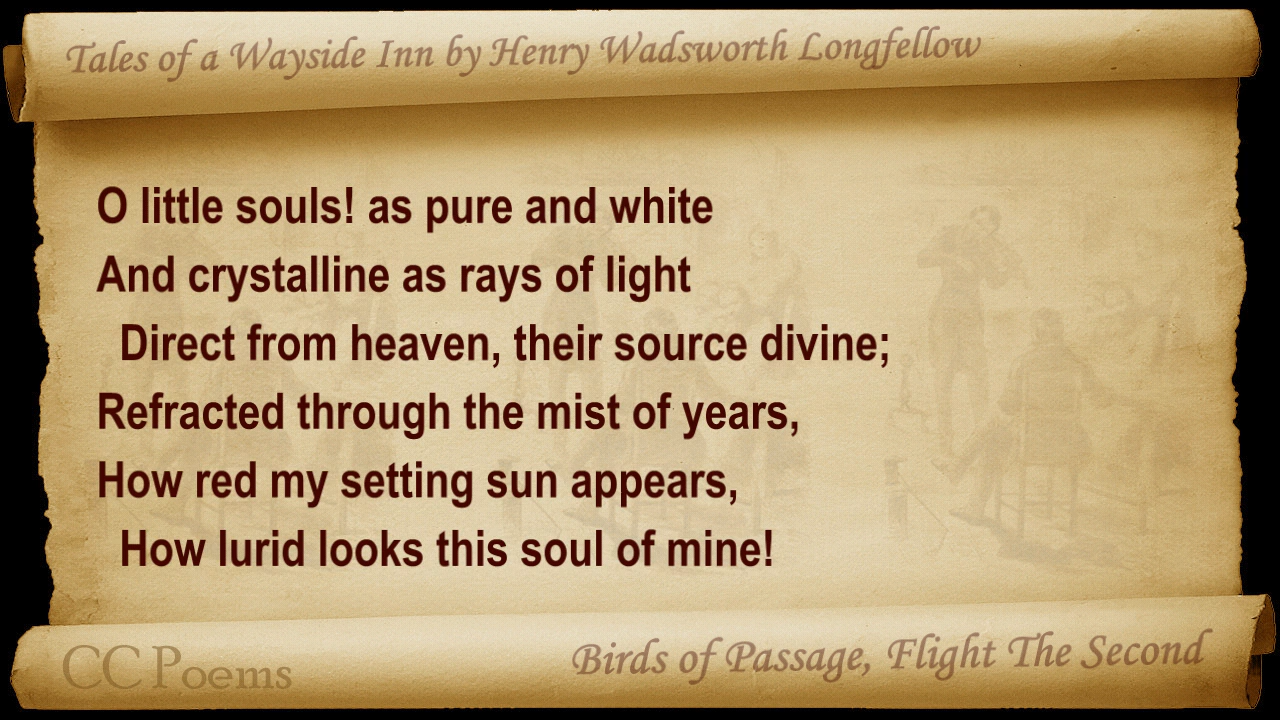 Tales of a Wayside Inn by Henry Wadsworth Longfellow
O little souls! as pure and white
And crystalline as rays of light
Direct from heaven, their source divine;
Refracted through the mist of years,
How red my setting sun appears,
How lurid looks this soul of mine!
CC Poems
Birds of Passage, Flight The Second